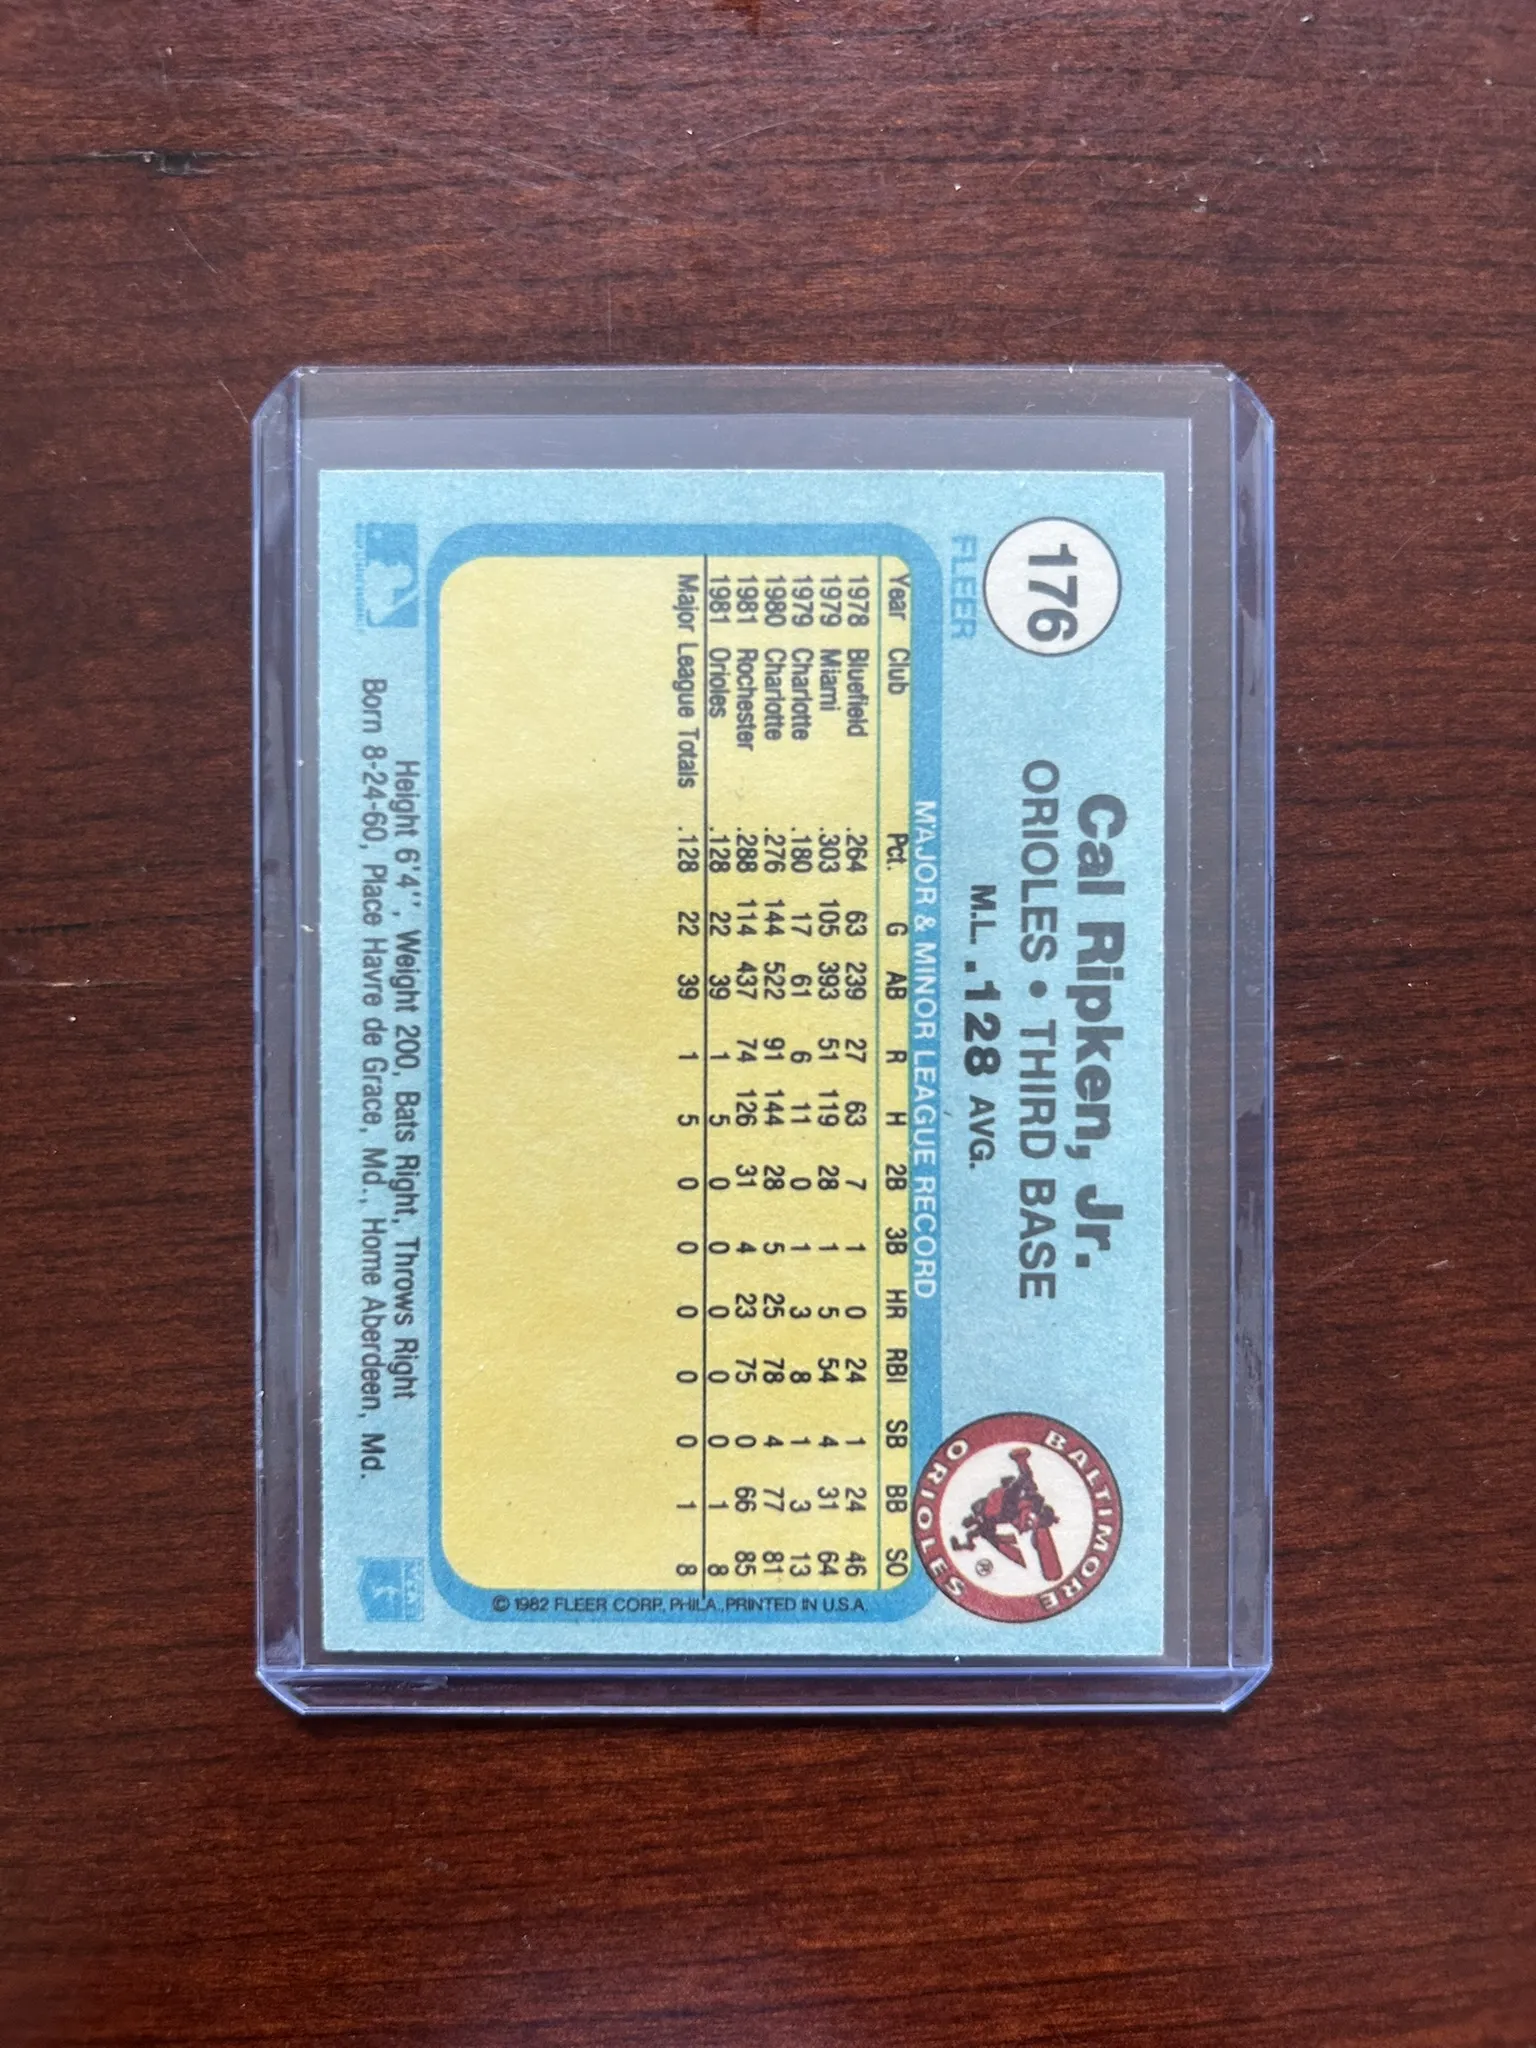 176
Cal Ripken, Jr.
ORIOLES • THIRD BASE
M.L. .128 AVG.
FLEER
BALTIMORE
ORIOLES
®
MAJOR & MINOR LEAGUE RECORD
Year Club Pct. G AB R H 2B 3B HR RBI SB BB SO
1978 Bluefield .264 63 239 27 63 7 1 0 24 1 24 46
1979 Miami .303 105 393 51 119 28 1 5 54 4 31 64
1979 Charlotte .180 17 61 6 11 0 1 3 8 1 3 13
1980 Charlotte .276 144 522 91 144 28 5 25 78 4 77 81
1981 Rochester .288 114 437 74 126 31 4 23 75 0 66 85
1981 Orioles .128 22 39 1 5 0 0 0 0 0 1 8
Major League Totals .128 22 39 1 5 0 0 0 0 0 1 8
© 1982 FLEER CORP., PHILA., PRINTED IN U.S.A.
Height 6'4'', Weight 200, Bats Right, Throws Right
Born 8-24-60, Place Havre de Grace, Md., Home Aberdeen, Md.